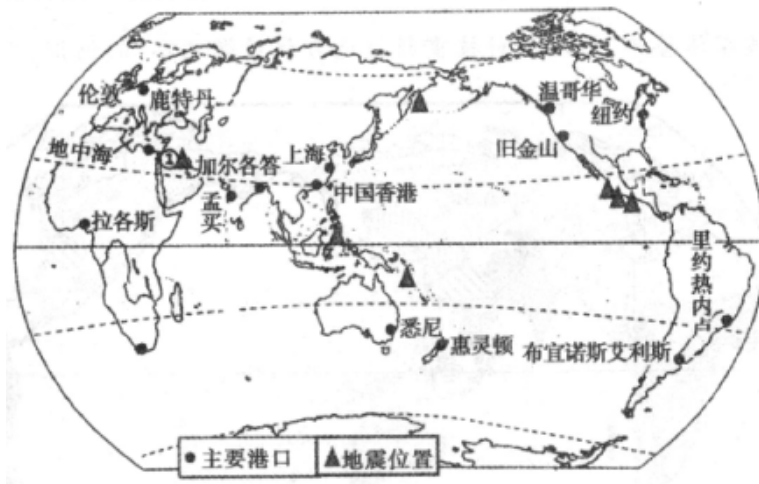 伦敦
鹿特丹
温哥华
纽约
地中海
①
加尔各答
上海
旧金山
中国香港
孟买
拉各斯
里约热内卢
悉尼
惠灵顿
布宜诺斯艾利斯
主要港口
地震位置